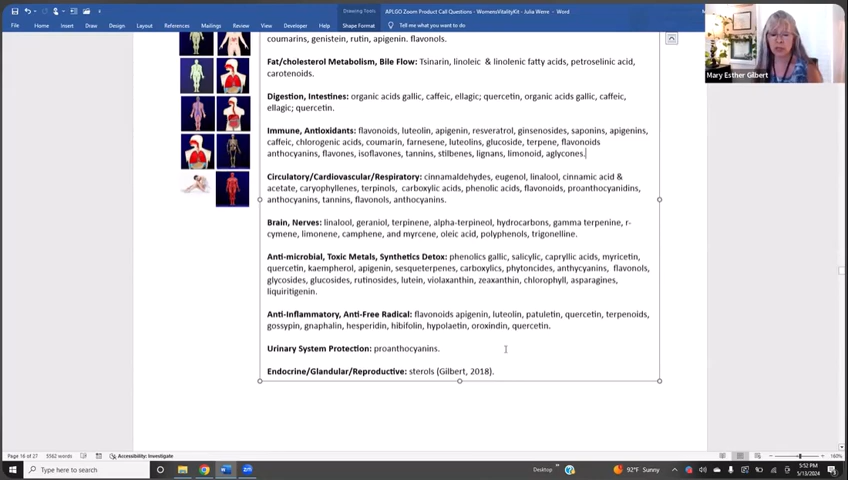 Drawing Tools
APLGO Zoom Product Call Questions - WomensVitalityKit - Julia Werre - Word
File Home Insert Draw Design Layout References Mailings Review View Developer Help Shape Format Tell me what you want to do
Mary Esther Gilbert
coumarins, genistein, rutin, apigenin. flavonols.
Fat/cholesterol Metabolism, Bile Flow: Tsinarin, linoleic & linolenic fatty acids, petroselinic acid,
carotenoids.
Digestion, Intestines: organic acids gallic, caffeic, ellagic; quercetin, organic acids gallic, caffeic,
ellagic; quercetin.
Immune, Antioxidants: flavonoids, luteolin, apigenin, resveratrol, ginsenosides, saponins, apigenins,
caffeic, chlorogenic acids, coumarin, farnesene, luteolins, glucoside, terpene, flavonoids
anthocyanins, flavones, isoflavones, tannins, stilbenes, lignans, limonoid, aglycones.
Circulatory/Cardiovascular/Respiratory: cinnamaldehydes, eugenol, linalool, cinnamic acid &
acetate, caryophyllenes, terpinols, carboxylic acids, phenolic acids, flavonoids, proanthocyanidins,
anthocyanins, tannins, flavonols, anthocyanins.
Brain, Nerves: linalool, geraniol, terpinene, alpha-terpineol, hydrocarbons, gamma terpenine, r-
cymene, limonene, camphene, and myrcene, oleic acid, polyphenols, trigonelline.
Anti-microbial, Toxic Metals, Synthetics Detox: phenolics gallic, salicylic, capryllic acids, myricetin,
quercetin, kaempherol, apigenin, sesqueterpenes, carboxylics, phytoncides, anthycyanins, flavonols,
glycosides, glucosides, rutinosides, lutein, violaxanthin, zeaxanthin, chlorophyll, asparagines,
liquiritigenin.
Anti-Inflammatory, Anti-Free Radical: flavonoids apigenin, luteolin, patuletin, quercetin, terpenoids,
gossypin, gnaphalin, hesperidin, hibifolin, hypolaetin, oroxindin, quercetin.
Urinary System Protection: proanthocyanins.
Endocrine/Glandular/Reproductive: sterols (Gilbert, 2018).
Page 16 of 27 5562 words Accessibility: Investigate 160%
Type here to search Desktop 92°F Sunny 5:52 PM
5/13/2024